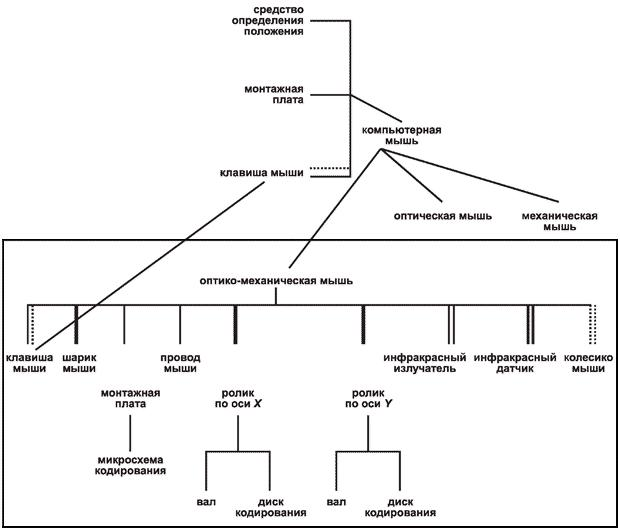 средство
определения
положения
монтажная
плата
компьютерная
мышь
клавиша мыши
оптическая мышь
механическая
мышь
оптико-механическая мышь
клавиша
мыши
шарик
мыши
провод
мыши
инфракрасный
излучатель
инфракрасный
датчик
колесико
мыши
монтажная
плата
ролик
по оси X
ролик
по оси Y
микросхема
кодирования
вал
диск
кодирования
вал
диск
кодирования